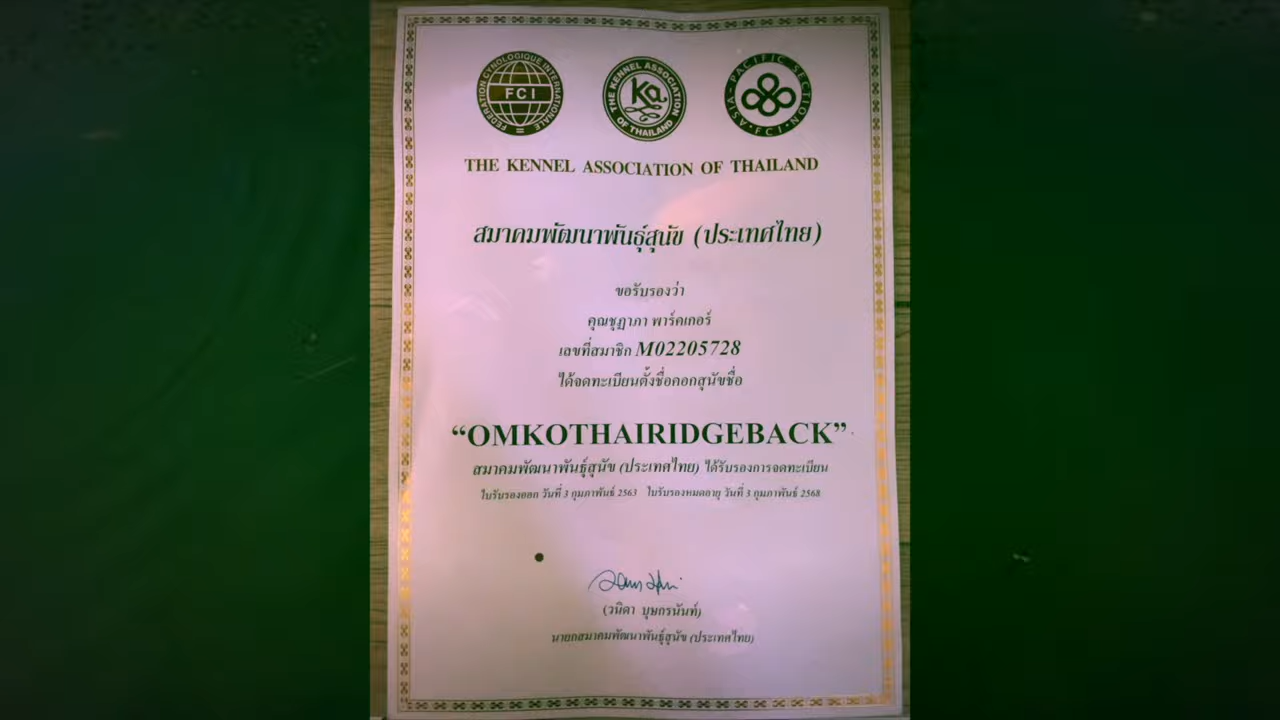 FEDERATION CYNOLOGIQUE INTERNATIONALE
FCI
THE KENNEL ASSOCIATION OF THAILAND
Ka
ASIA - PACIFIC SECTION
FCI
THE KENNEL ASSOCIATION OF THAILAND
สมาคมพัฒนาพันธุ์สุนัข (ประเทศไทย)
ขอรับรองว่า
คุณชุฎาภา พาร์คเกอร์
เลขที่สมาชิก M02205728
ได้จดทะเบียนตั้งชื่อคอกสุนัขชื่อ
“OMKOTHAIRIDGEBACK”
สมาคมพัฒนาพันธุ์สุนัข (ประเทศไทย) ได้รับรองการจดทะเบียน
ใบรับรองออก วันที่ 3 กุมภาพันธ์ 2563 ใบรับรองหมดอายุ วันที่ 3 กุมภาพันธ์ 2568
(วนิดา บุษกรนันท์)
นายกสมาคมพัฒนาพันธุ์สุนัข (ประเทศไทย)